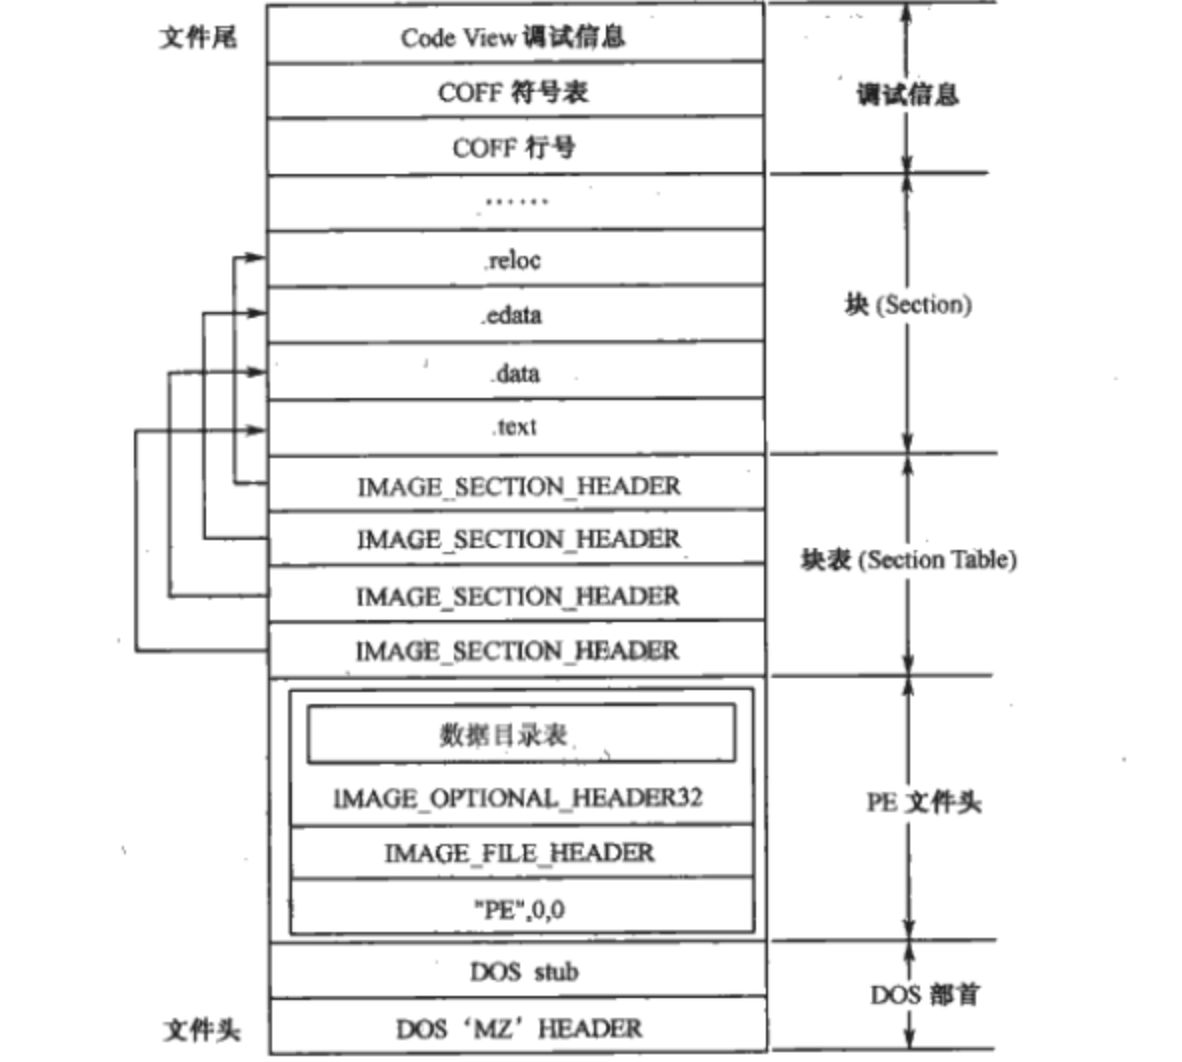 文件尾
Code View 调试信息
COFF 符号表
调试信息
COFF 行号
……
.reloc
.edata
块 (Section)
.data
.text
IMAGE_SECTION_HEADER
IMAGE_SECTION_HEADER
块表 (Section Table)
IMAGE_SECTION_HEADER
IMAGE_SECTION_HEADER
数据目录表
IMAGE_OPTIONAL_HEADER32
PE 文件头
IMAGE_FILE_HEADER
"PE",0,0
DOS stub
DOS 部首
文件头
DOS ‘MZ’ HEADER